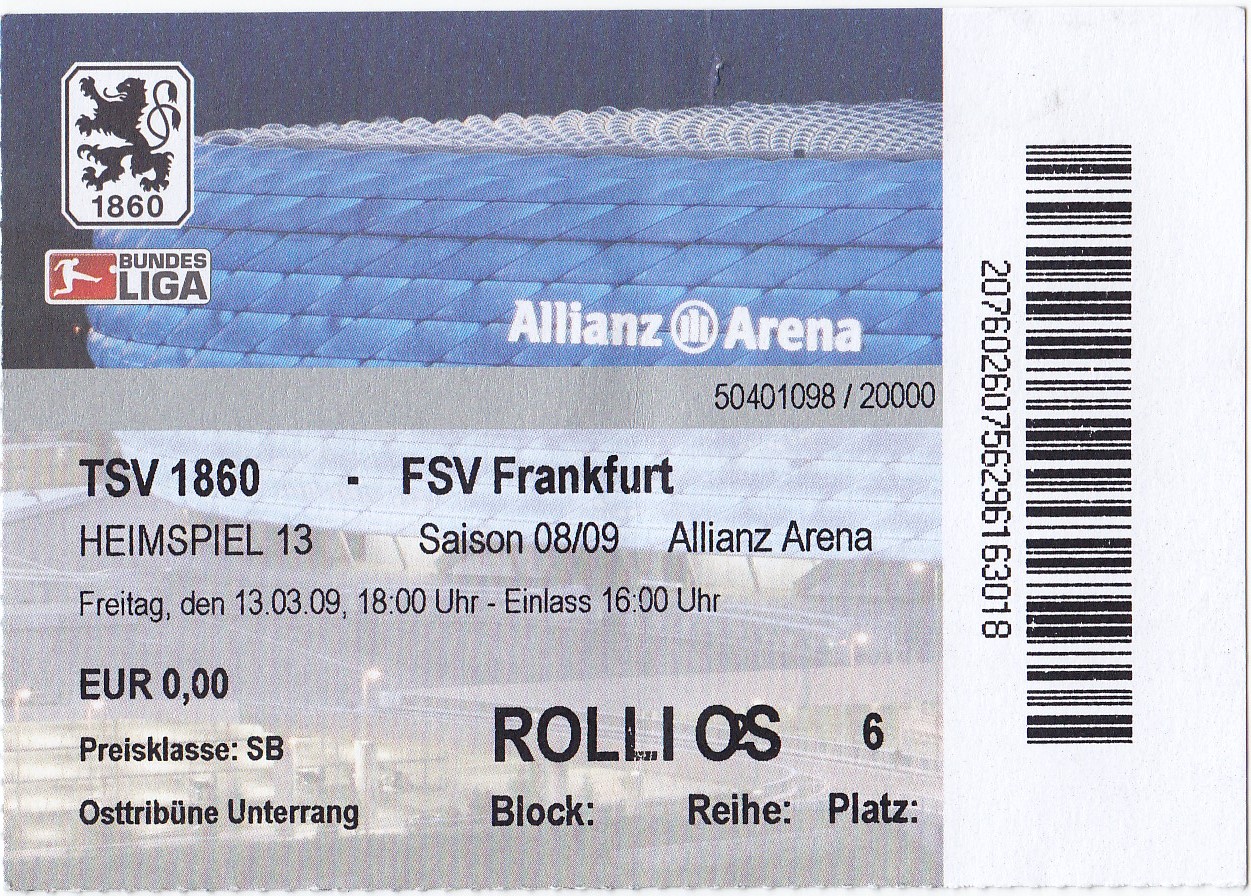 1860
BUNDES
LIGA
Allianz Arena
50401098 / 20000
TSV 1860 - FSV Frankfurt
HEIMSPIEL 13 Saison 08/09 Allianz Arena
Freitag, den 13.03.09, 18:00 Uhr - Einlass 16:00 Uhr
EUR 0,00
ROLLI OS 6
Preisklasse: SB
Osttribüne Unterrang
Block: Reihe: Platz:
20760260756296163018